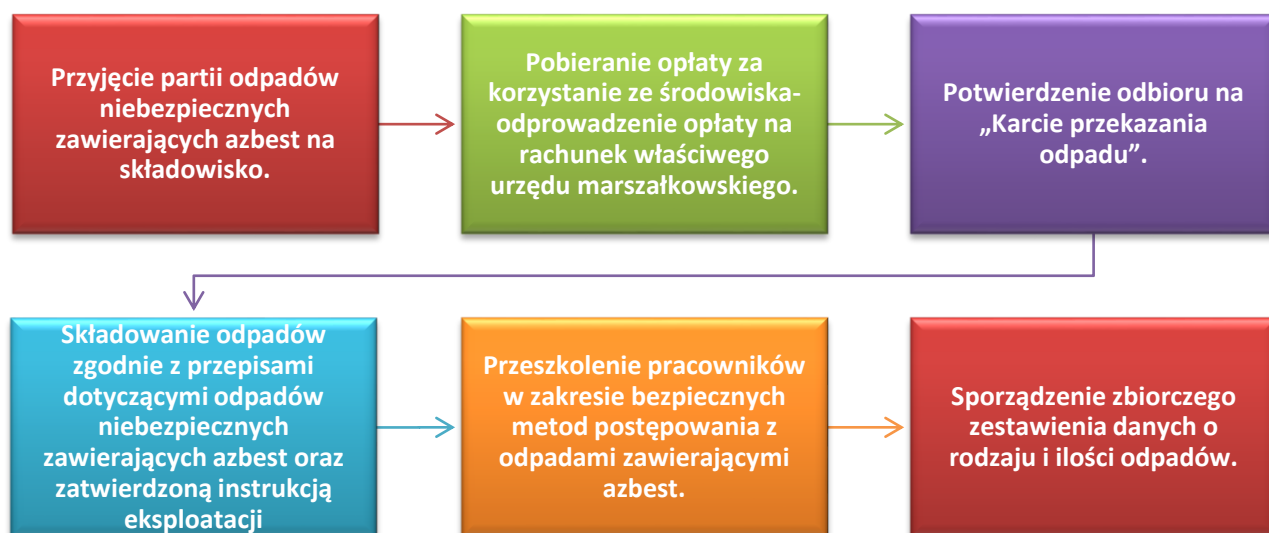 Przyjęcie partii odpadów
niebezpiecznych
zawierających azbest na
składowisko.
Pobieranie opłaty za
korzystanie ze środowiska-
odprowadzenie opłaty na
rachunek właściwego
urzędu marszałkowskiego.
Potwierdzenie odbioru na
„Karcie przekazania
odpadu”.
Składowanie odpadów
zgodnie z przepisami
dotyczącymi odpadów
niebezpiecznych
zawierających azbest oraz
zatwierdzoną instrukcją
eksploatacji
Przeszkolenie pracowników
w zakresie bezpiecznych
metod postępowania z
odpadami zawierającymi
azbest.
Sporządzenie zbiorczego
zestawienia danych o
rodzaju i ilości odpadów.